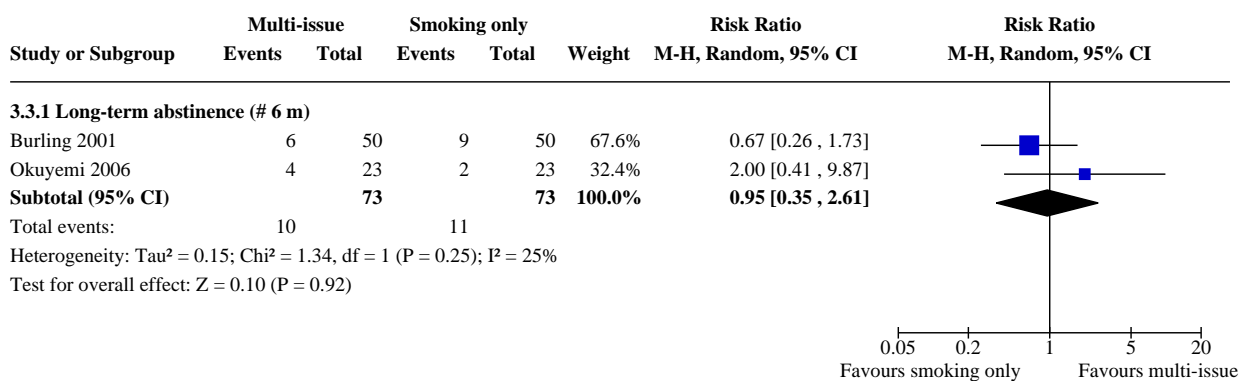 Multi-issue Smoking only Risk Ratio Risk Ratio
Study or Subgroup Events Total Events Total Weight M-H, Random, 95% CI M-H, Random, 95% CI
3.3.1 Long-term abstinence (# 6 m)
Burling 2001 6 50 9 50 67.6% 0.67 [0.26 , 1.73]
Okuyemi 2006 4 23 2 23 32.4% 2.00 [0.41 , 9.87]
Subtotal (95% CI) 73 73 100.0% 0.95 [0.35 , 2.61]
Total events: 10 11
Heterogeneity: Tau² = 0.15; Chi² = 1.34, df = 1 (P = 0.25); I² = 25%
Test for overall effect: Z = 0.10 (P = 0.92)
0.05 0.2 1 5 20
Favours smoking only Favours multi-issue